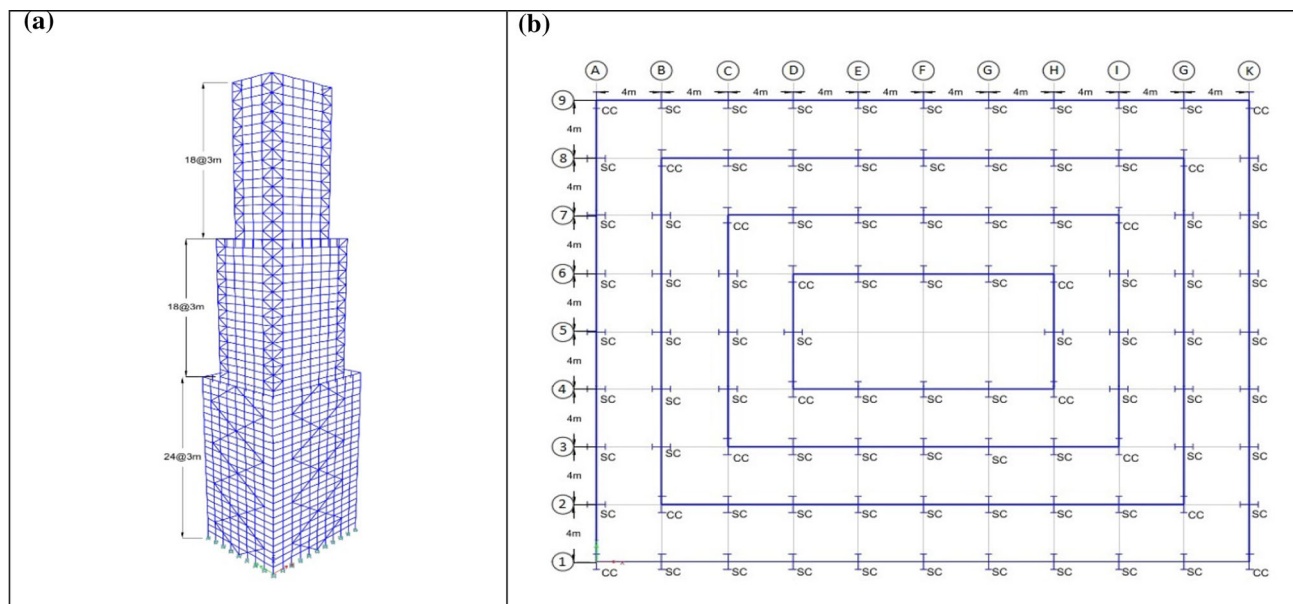 (a)
18@3m
18@3m
24@3m
(b)
A B C D E F G H I G K
4m 4m 4m 4m 4m 4m 4m 4m 4m 4m
9
CC SC SC SC SC SC SC SC SC SC CC
4m
8
SC CC SC SC SC SC SC SC SC SC
4m
7
SC SC CC SC SC SC SC SC CC SC SC
4m
6
SC SC SC CC SC SC SC CC SC SC SC
4m
5
SC SC SC SC SC SC SC SC
4m
4
SC SC SC CC SC SC SC CC SC SC SC
4m
3
SC SC CC SC SC SC SC SC CC SC SC
4m
2
SC CC SC SC SC SC SC SC SC CC SC
4m
1
CC SC SC SC SC SC SC SC SC SC CC